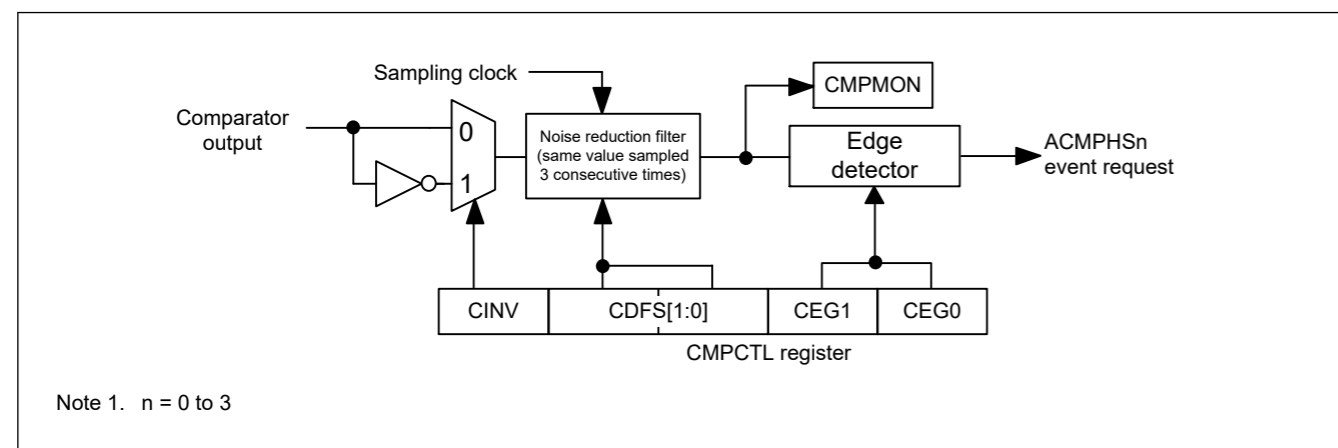 Sampling clock
CMPMON
Comparator
output
0
1
Noise reduction filter
(same value sampled
3 consecutive times)
Edge
detector
ACMPHSn
event request
CINV
CDFS[1:0]
CEG1
CEG0
CMPCTL register
Note 1. n = 0 to 3